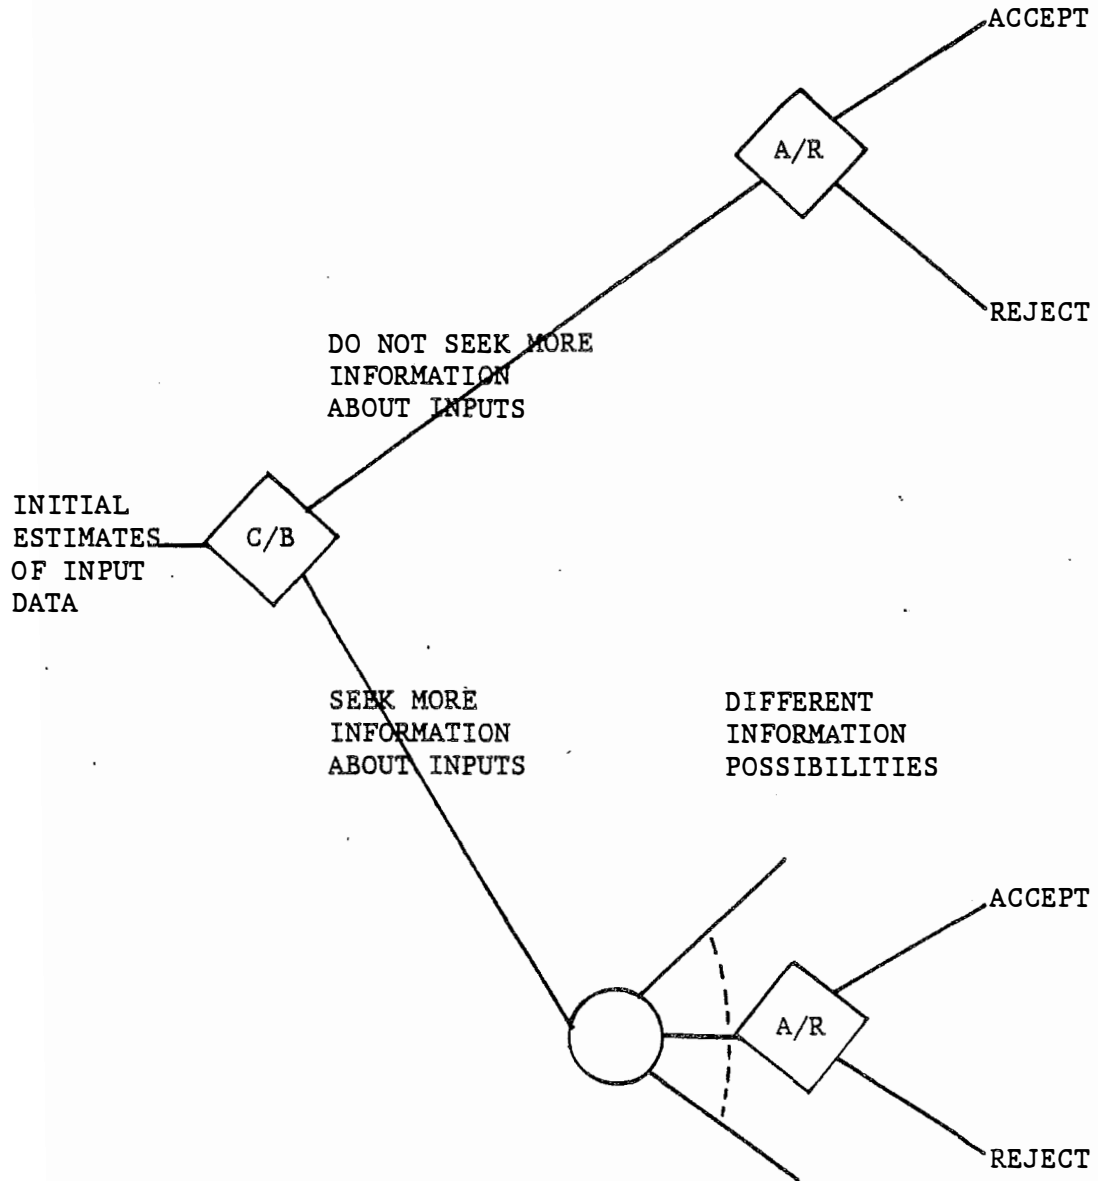 ACCEPT
A/R
REJECT
DO NOT SEEK MORE
INFORMATION
ABOUT INPUTS
INITIAL
ESTIMATES
OF INPUT
DATA
C/B
SEEK MORE
INFORMATION
ABOUT INPUTS
DIFFERENT
INFORMATION
POSSIBILITIES
ACCEPT
A/R
REJECT